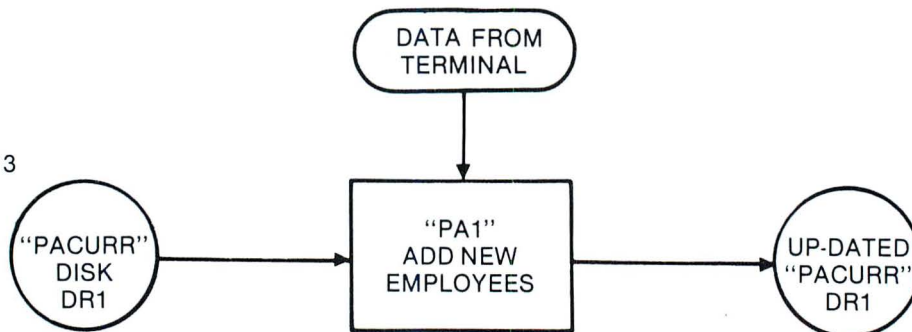 DATA FROM
TERMINAL
3
“PACURR”
DISK
DR1
“PA1”
ADD NEW
EMPLOYEES
UP-DATED
“PACURR”
DR1